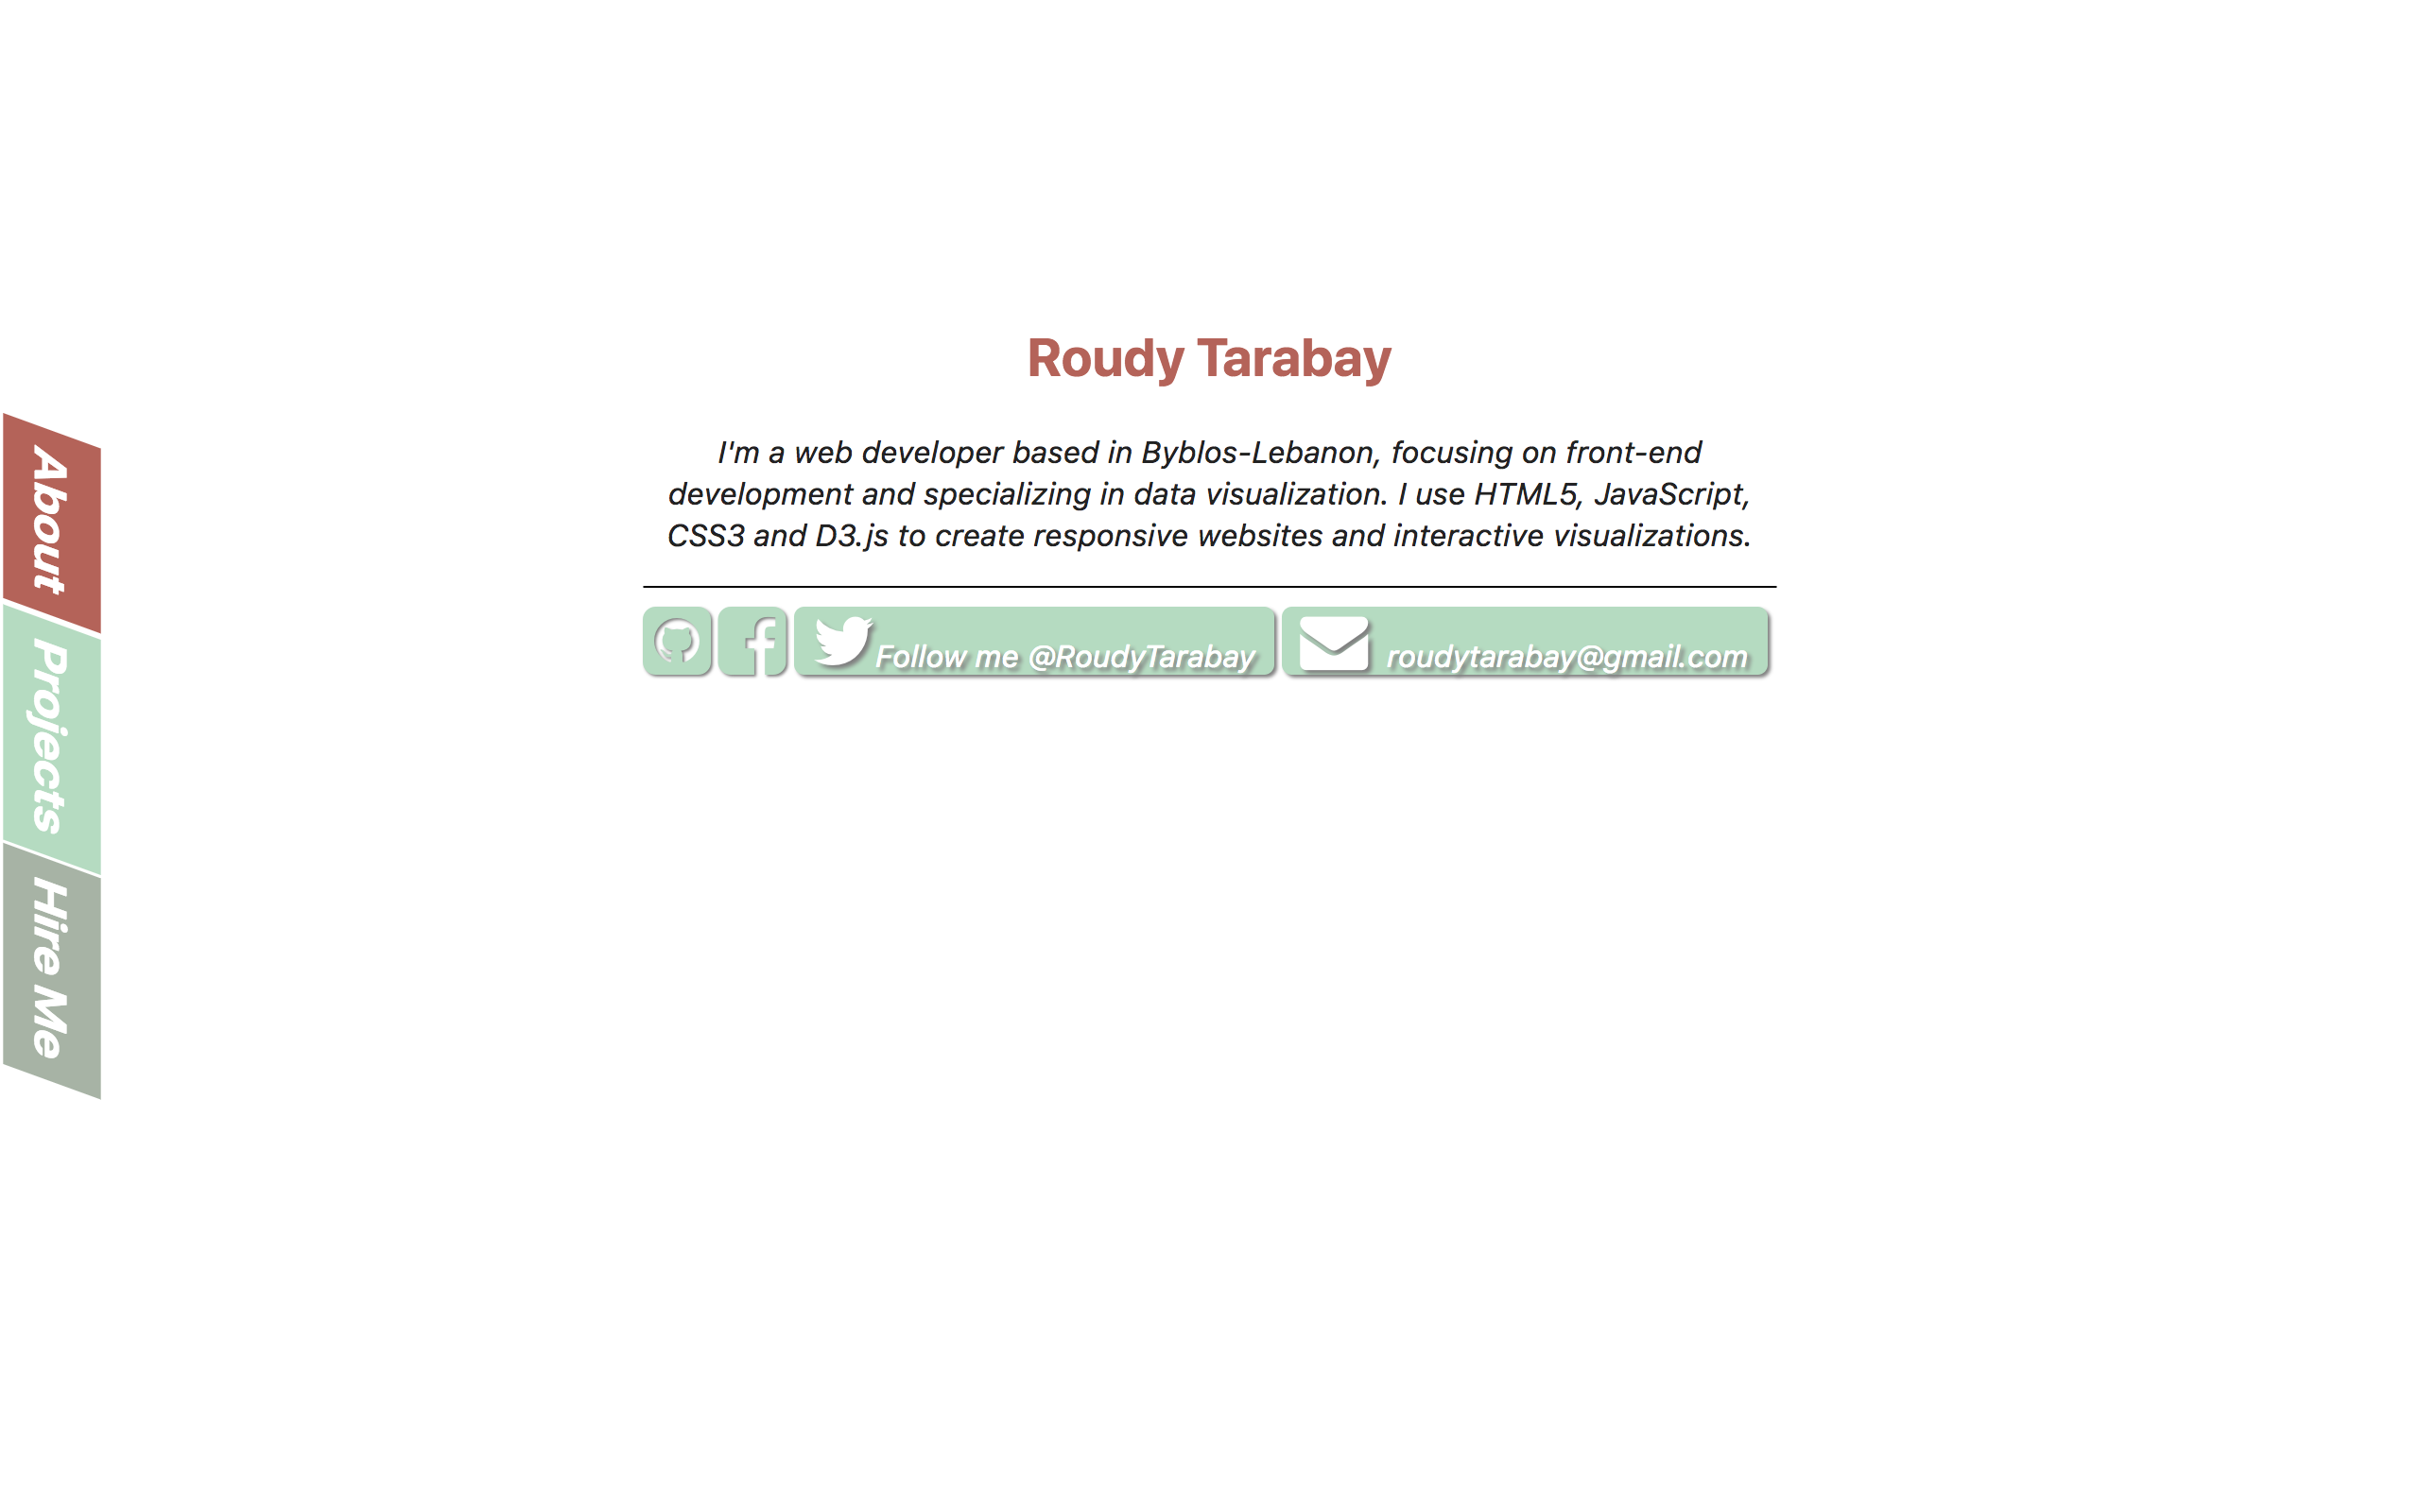 Roudy Tarabay
I'm a web developer based in Byblos-Lebanon, focusing on front-end
development and specializing in data visualization. I use HTML5, JavaScript,
CSS3 and D3.js to create responsive websites and interactive visualizations.
Follow me @RoudyTarabay
roudytarabay@gmail.com
About
Projects
Hire Me